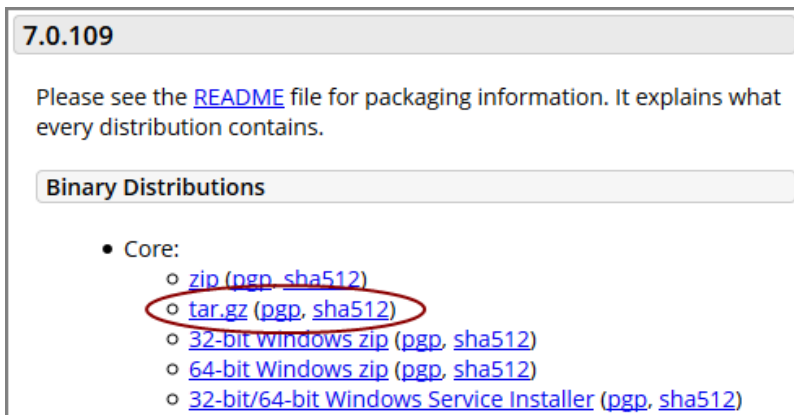 7.0.109
Please see the README file for packaging information. It explains what
every distribution contains.
Binary Distributions
• Core:
○ zip (pgp, sha512)
○ tar.gz (pgp, sha512)
○ 32-bit Windows zip (pgp, sha512)
○ 64-bit Windows zip (pgp, sha512)
○ 32-bit/64-bit Windows Service Installer (pgp, sha512)